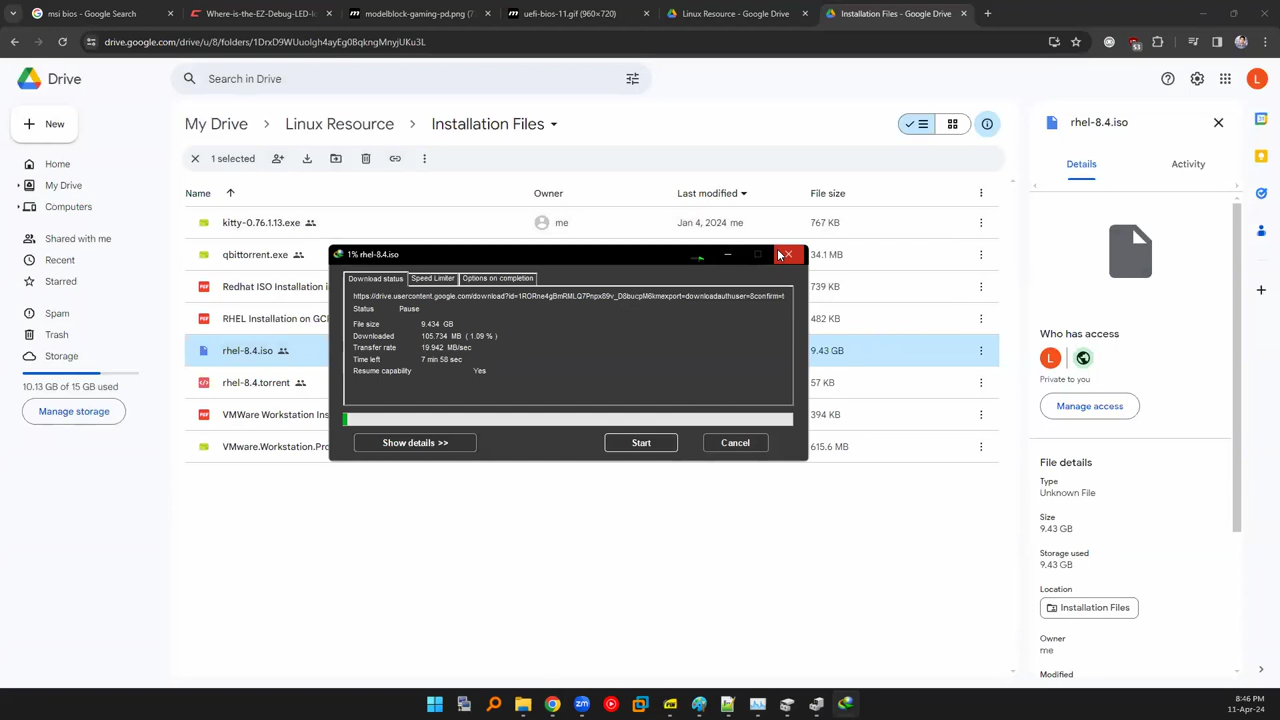 msi bios - Google Search
Where-is-the-EZ-Debug-LED-l
modelblock-gaming-pd.png (
uefi-bios-11.gif (960×720)
Linux Resource - Google Drive
Installation Files - Google Drive
drive.google.com/drive/u/8/folders/1DrxD9WUuolgh4ayEg0BqkngMnyjUKu3L
53
Drive
Search in Drive
L
New
My Drive
Linux Resource
Installation Files
rhel-8.4.iso
1 selected
Details
Activity
Home
My Drive
Computers
Shared with me
Recent
Starred
Spam
Trash
Storage
10.13 GB of 15 GB used
Manage storage
Name
Owner
Last modified
File size
kitty-0.76.1.13.exe
me
Jan 4, 2024 me
767 KB
qbittorrent.exe
34.1 MB
Redhat ISO Installation i
739 KB
RHEL Installation on GC
482 KB
rhel-8.4.iso
9.43 GB
rhel-8.4.torrent
57 KB
VMWare Workstation Ins
394 KB
VMware.Workstation.Pro
615.6 MB
1% rhel-8.4.iso
Download status
Speed Limiter
Options on completion
Status Pause
File size 9.434 GB
Downloaded 105.734 MB ( 1.09 % )
Transfer rate 19.942 MB/sec
Time left 7 min 58 sec
Resume capability Yes
Show details >>
Start
Cancel
Who has access
L
Private to you
Manage access
File details
Type
Unknown File
Size
9.43 GB
Storage used
9.43 GB
Location
Installation Files
Owner
me
Modified
zm
8:46 PM
11-Apr-24